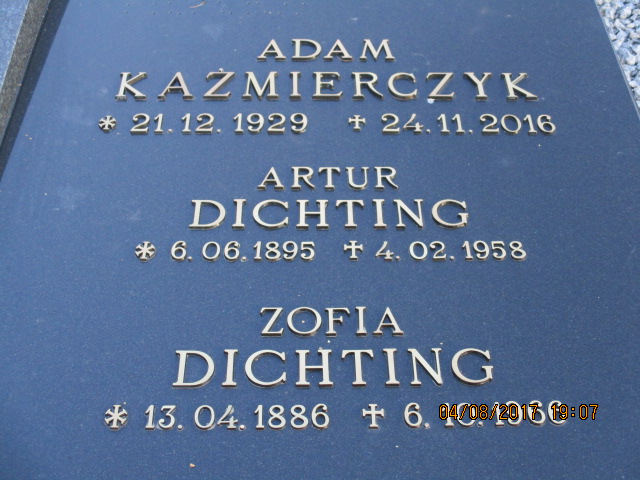 ADAM
KAŹMIERCZYK
* 21.12.1929 ✝ 24.11.2016
ARTUR
DICHTING
* 6.06.1895 ✝ 4.02.1958
ZOFIA
DICHTING
* 13.04.1886 ✝
04/08/2017 19:07